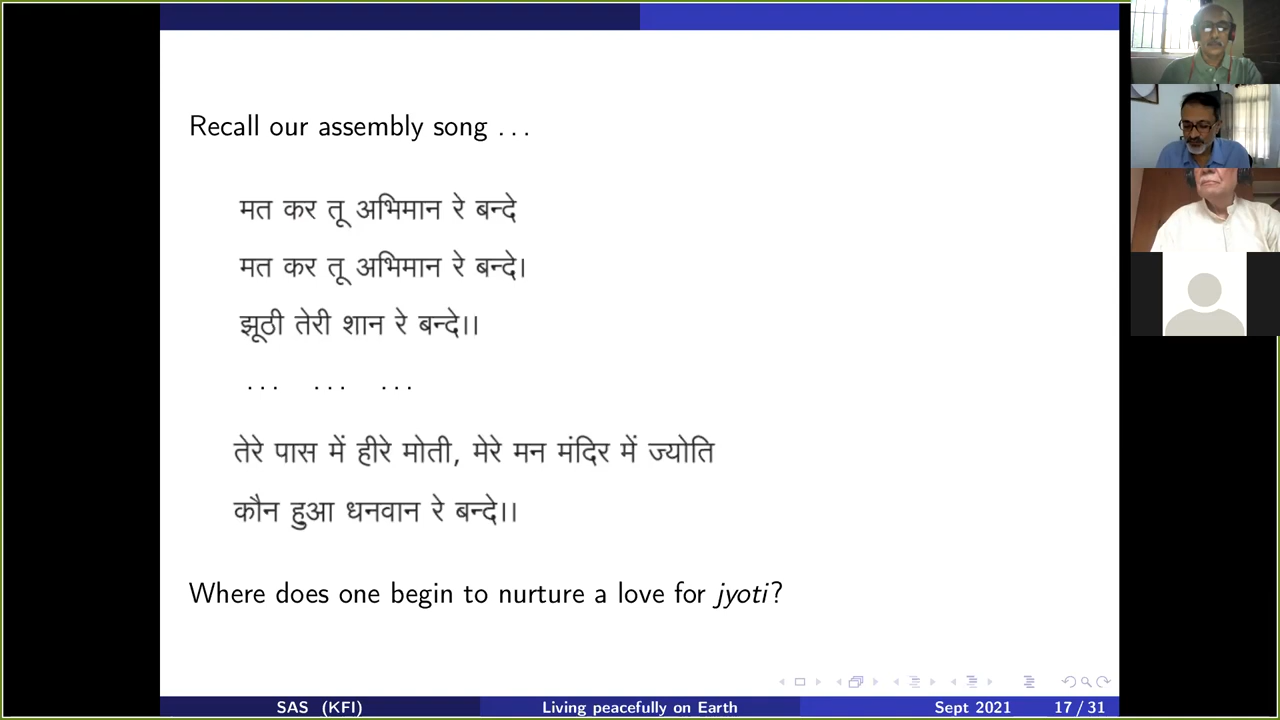 Recall our assembly song . . .
मत कर तू अभिमान रे बन्दे
मत कर तू अभिमान रे बन्दे।
झूठी तेरी शान रे बन्दे।।
. . . . . . . . .
तेरे पास में हीरे मोती, मेरे मन मंदिर में ज्योति
कौन हुआ धनवान रे बन्दे।।
Where does one begin to nurture a love for jyoti?
SAS (KFI) Living peacefully on Earth Sept 2021 17 / 31